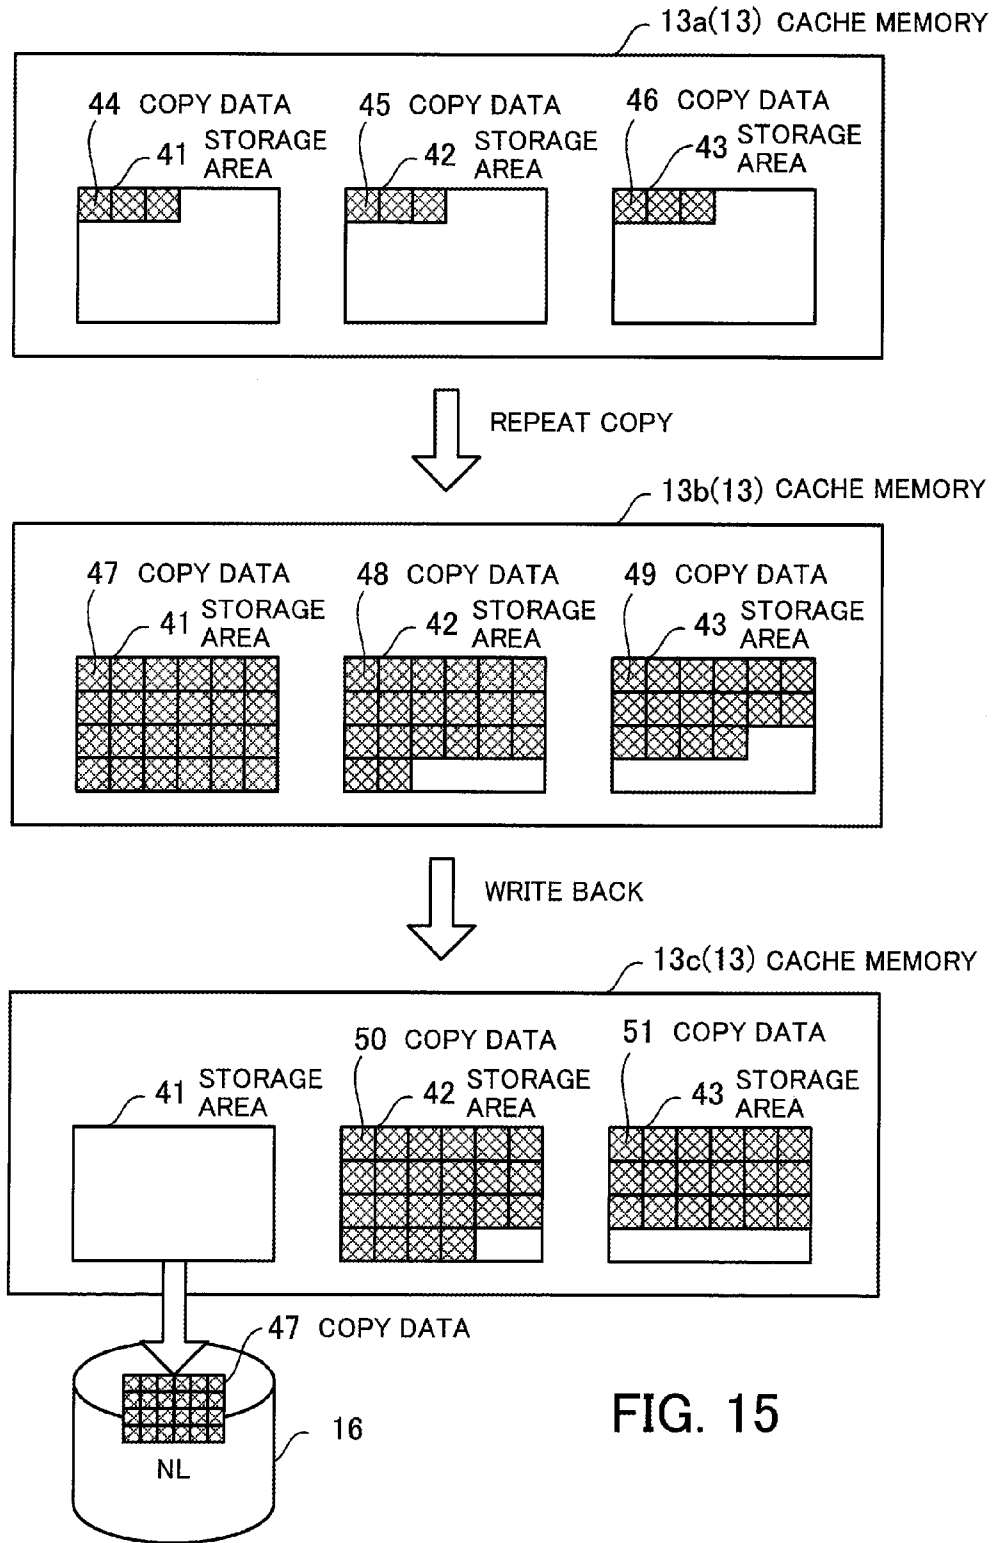 13a(13) CACHE MEMORY
44 COPY DATA
45 COPY DATA
46 COPY DATA
41 STORAGE AREA
42 STORAGE AREA
43 STORAGE AREA
REPEAT COPY
13b(13) CACHE MEMORY
47 COPY DATA
48 COPY DATA
49 COPY DATA
41 STORAGE AREA
42 STORAGE AREA
43 STORAGE AREA
WRITE BACK
13c(13) CACHE MEMORY
50 COPY DATA
51 COPY DATA
41 STORAGE AREA
42 STORAGE AREA
43 STORAGE AREA
47 COPY DATA
16
NL
FIG. 15